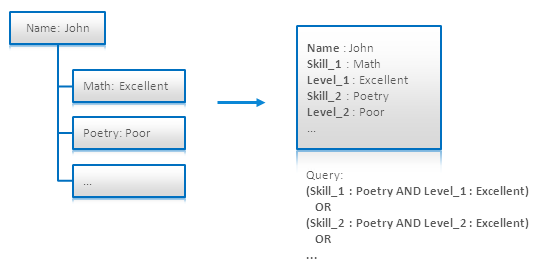 Name: John
Math: Excellent
Poetry: Poor
...
Name : John
Skill_1 : Math
Level_1 : Excellent
Skill_2 : Poetry
Level_2 : Poor
...
Query:
(Skill_1 : Poetry AND Level_1 : Excellent)
OR
(Skill_2 : Poetry AND Level_2 : Excellent)
OR
...